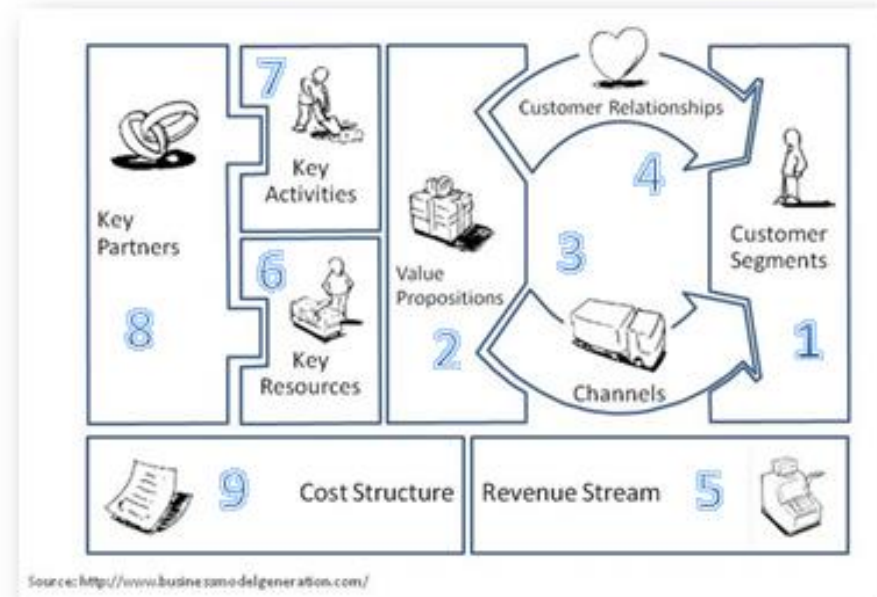 7
Customer Relationships
Key
Activities
4
Key
Partners
Customer
Segments
3
6
Value
Propositions
8
2
1
Key
Resources
Channels
9
Cost Structure
Revenue Stream
5
Source: http://www.businessmodelgeneration.com/